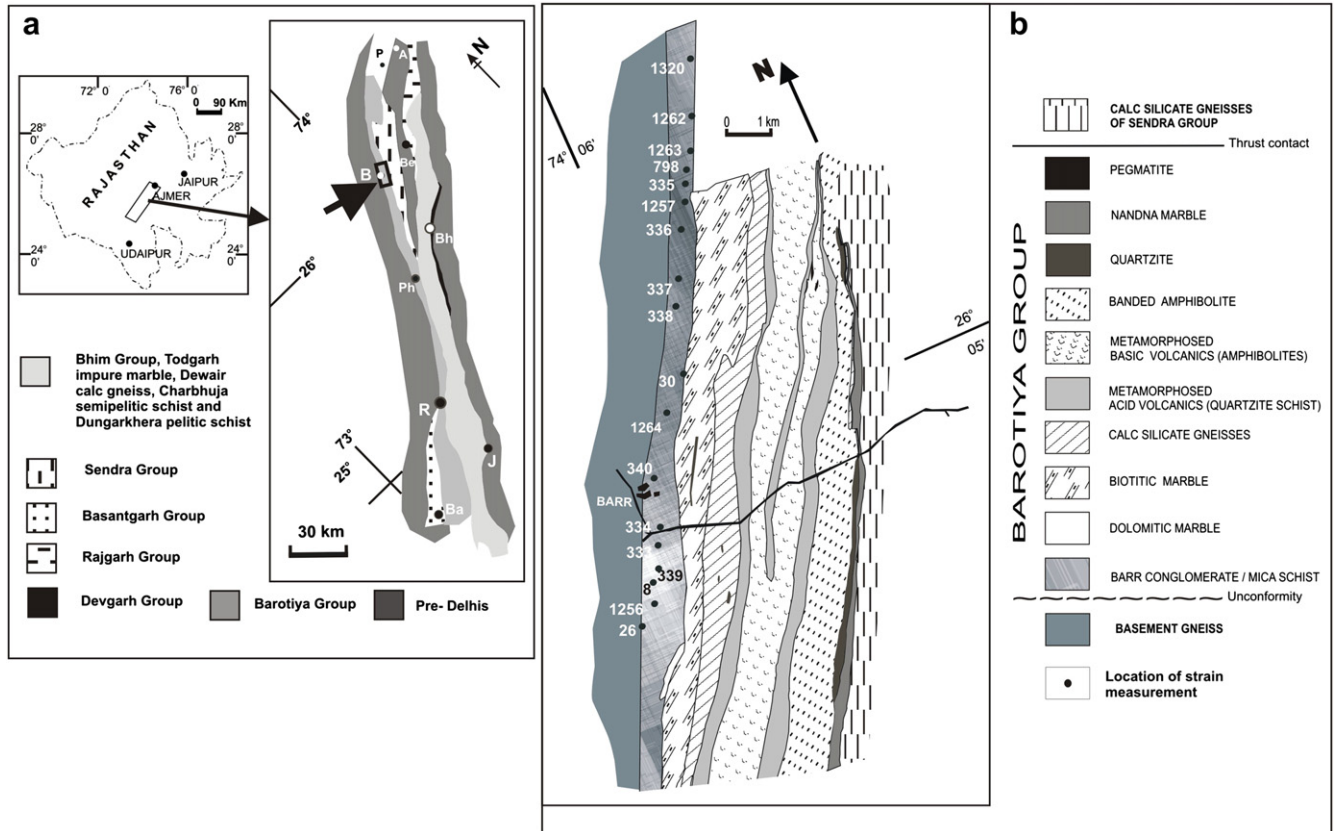 a
72° 0
76° 0
0 90 Km
28° 0'
28° 0'
RAJASTHAN
JAIPUR
AJMER
24° 0'
24° 0'
UDAIPUR
Bhim Group, Todgarh
impure marble, Dewair
calc gneiss, Charbhuja
semipelitic schist and
Dungarkhera pelitic schist
Sendra Group
Basantgarh Group
Rajgarh Group
Devgarh Group
Barotiya Group
Pre- Delhis
P
A
N
74°
Be
B
Bh
26°
Ph
R
73°
25°
J
Ba
30 km
N
0 1 km
74° 06'
1320
1262
1263
798
335
1257
336
337
338
26°
05'
30
1264
340
BARR
334
333
339
8
1256
26
b
CALC SILICATE GNEISSES
OF SENDRA GROUP
Thrust contact
BAROTIYA GROUP
PEGMATITE
NANDNA MARBLE
QUARTZITE
BANDED AMPHIBOLITE
METAMORPHOSED
BASIC VOLCANICS (AMPHIBOLITES)
METAMORPHOSED
ACID VOLCANICS (QUARTZITE SCHIST)
CALC SILICATE GNEISSES
BIOTITIC MARBLE
DOLOMITIC MARBLE
BARR CONGLOMERATE / MICA SCHIST
Unconformity
BASEMENT GNEISS
Location of strain
measurement